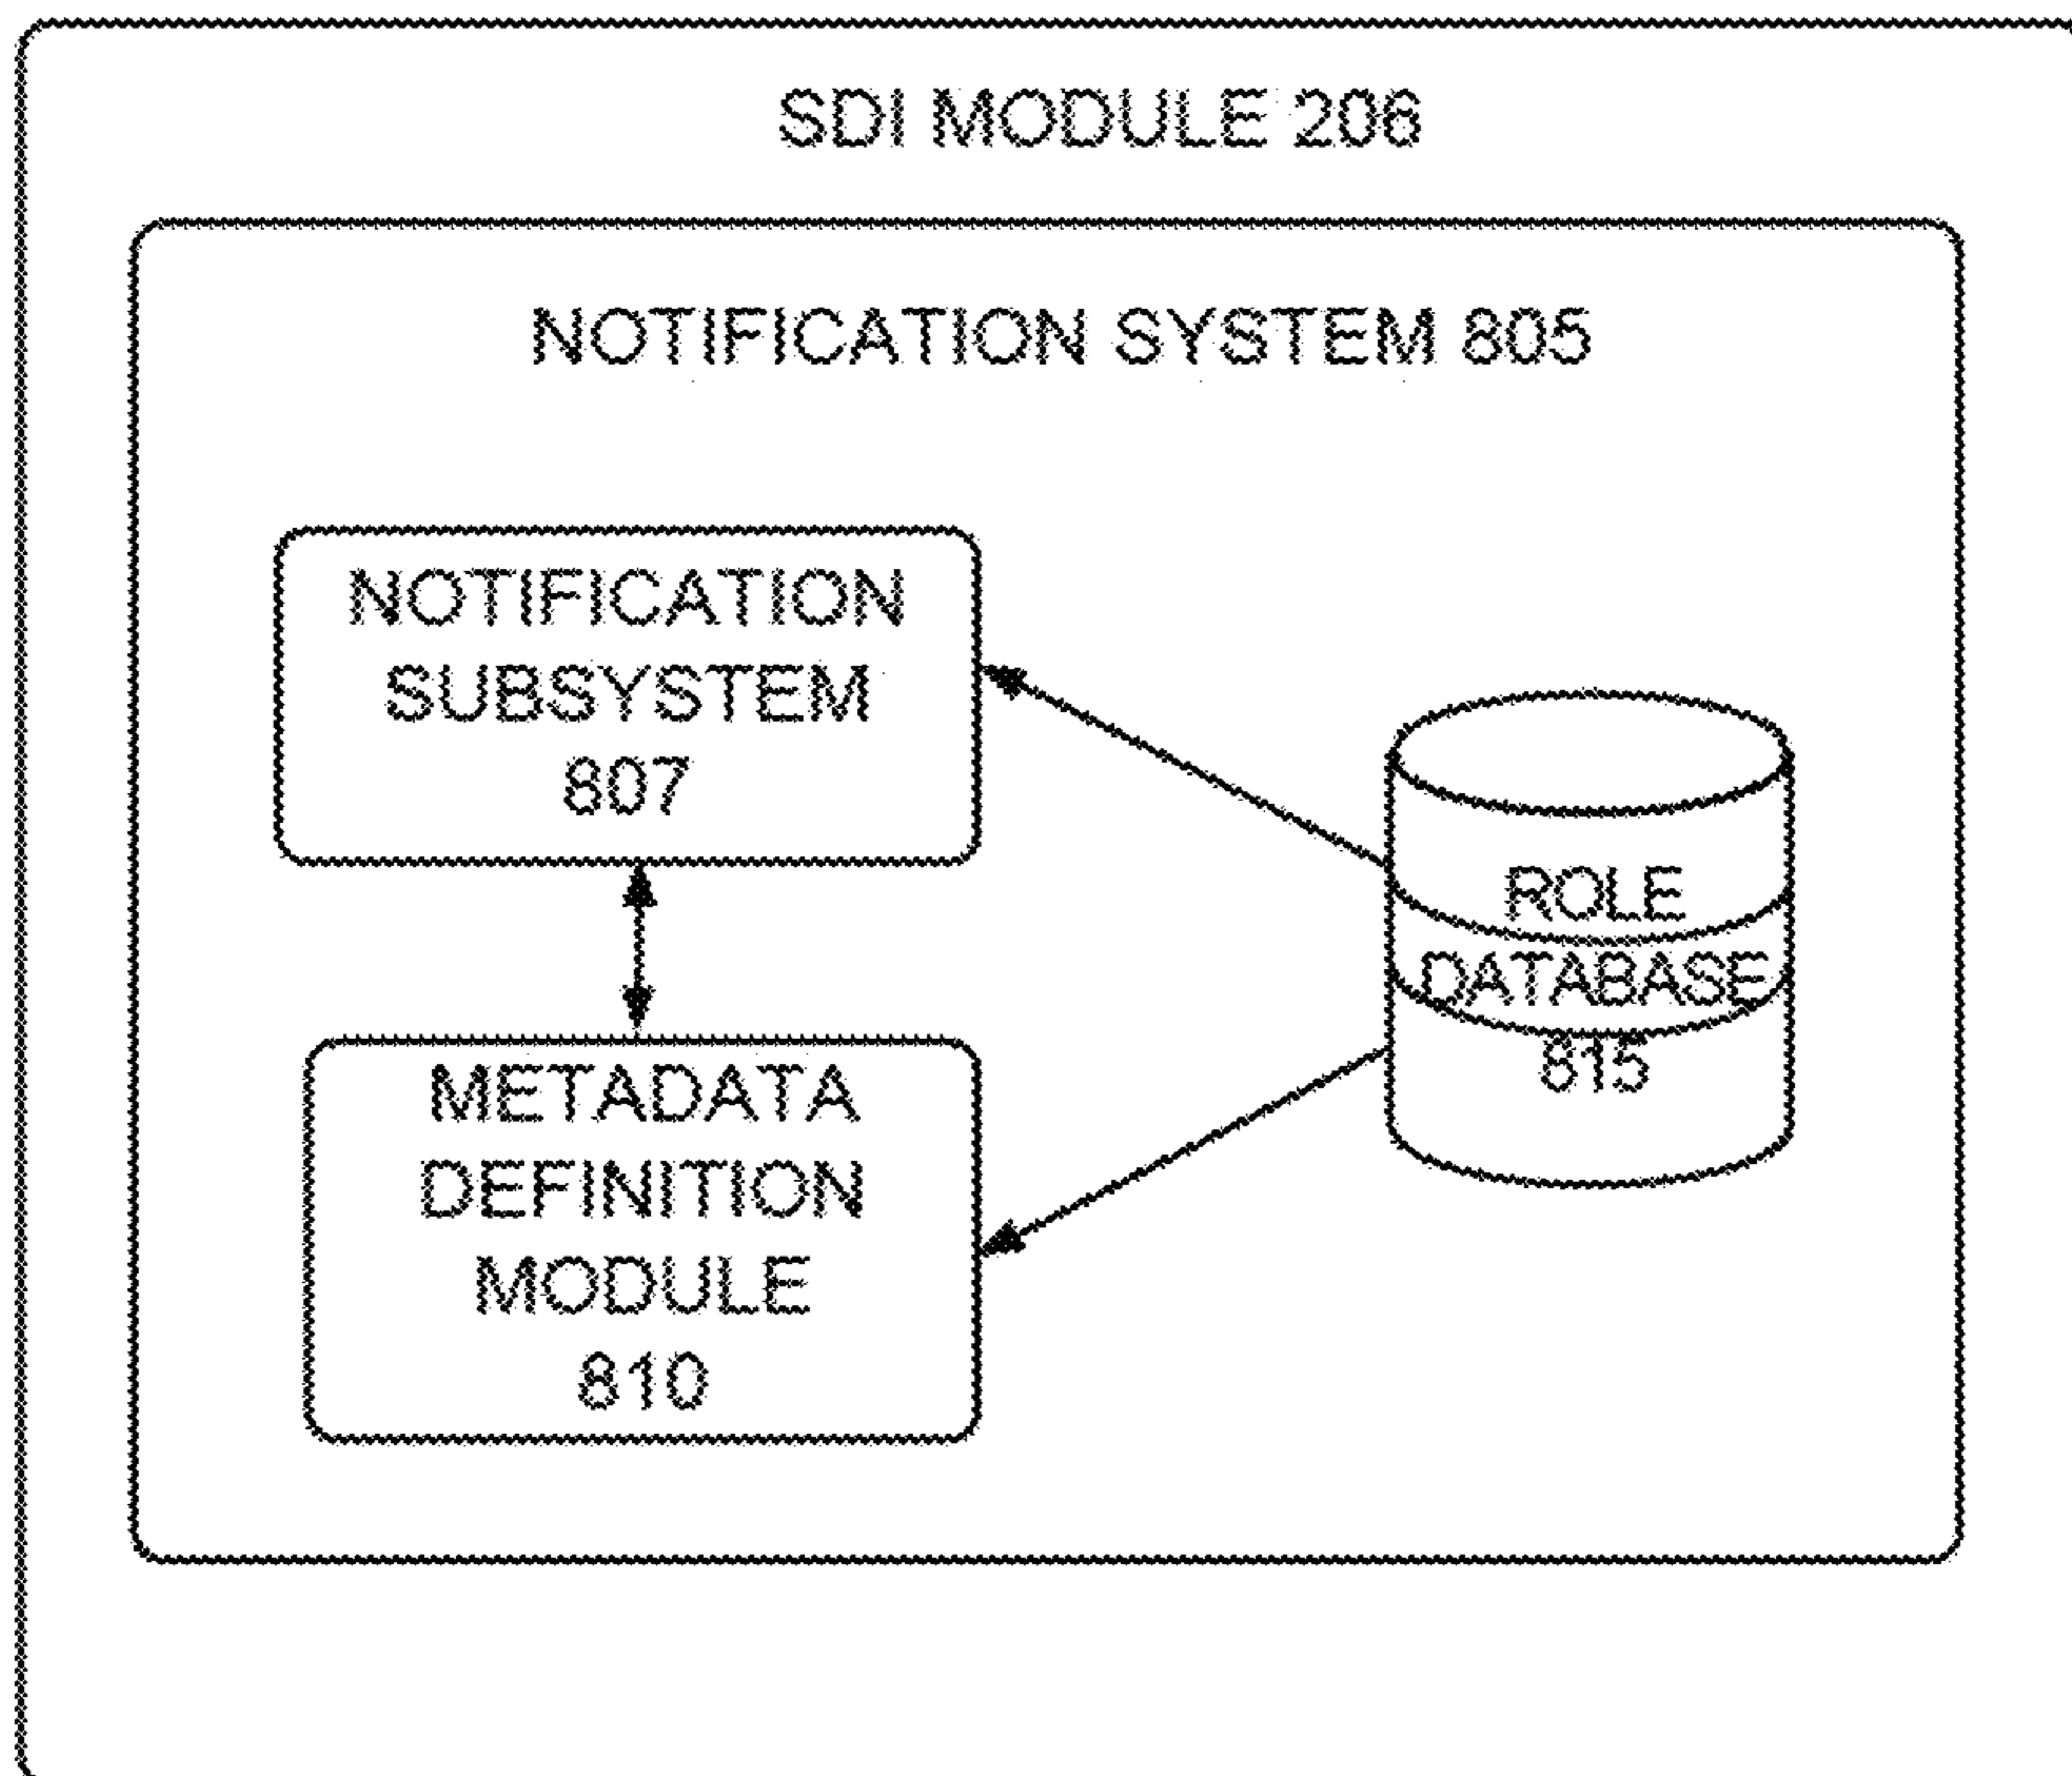 SDI MODULE 206
NOTIFICATION SYSTEM 805
NOTIFICATION
SUBSYSTEM
807
ROLE
DATABASE
815
METADATA
DEFINITION
MODULE
810